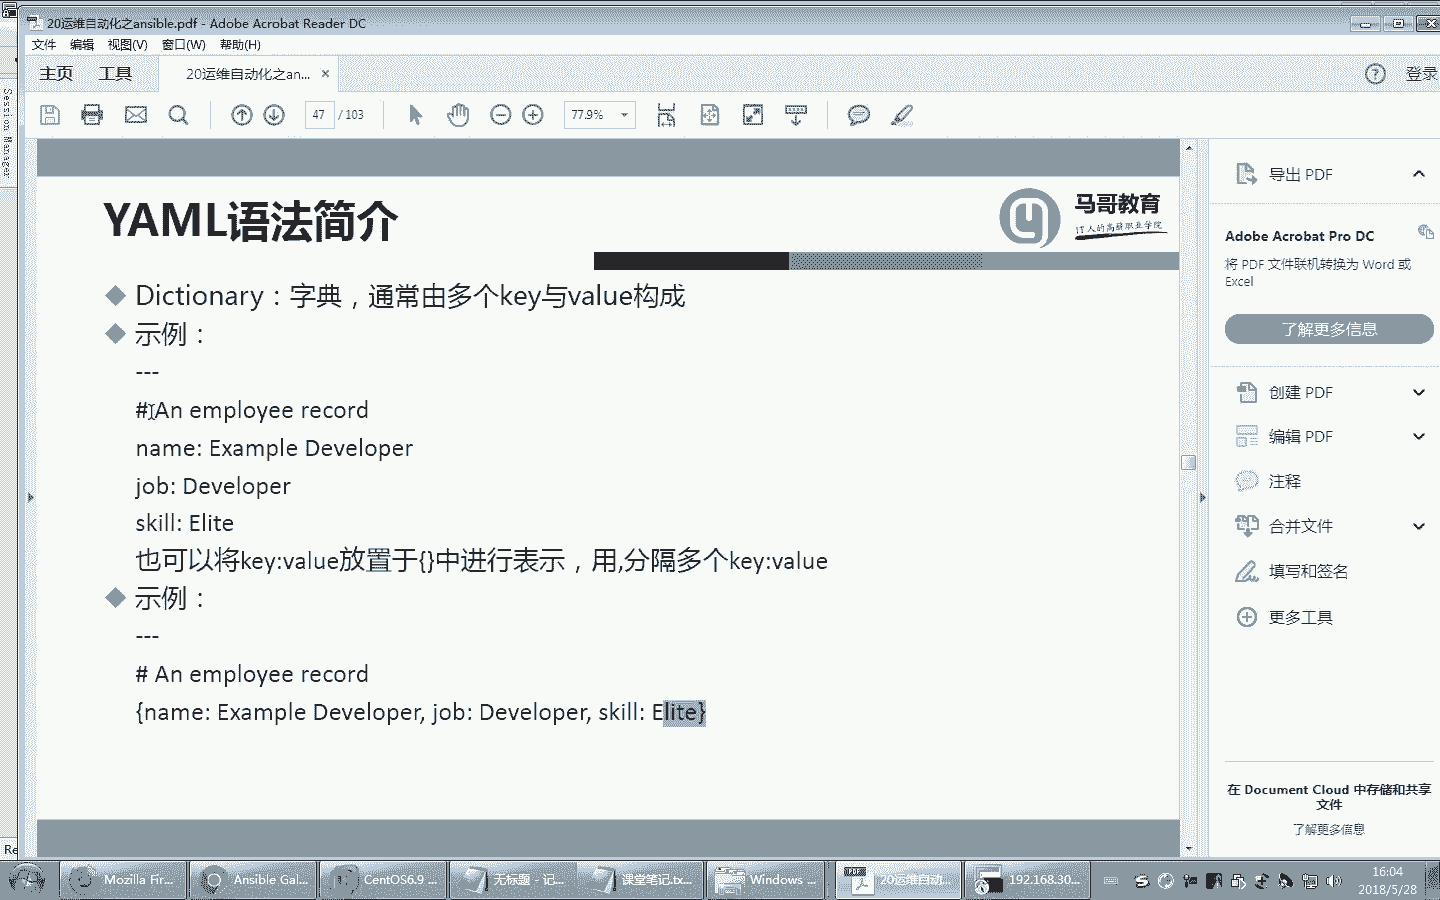 20运维自动化之ansible.pdf - Adobe Acrobat Reader DC
文件 编辑 视图(V) 窗口(W) 帮助(H)
主页 工具 20运维自动化之an... × ? 登录
47 / 103 77.9%
Session Manager
YAML语法简介
马哥教育
IT人的高薪职业学院
Dictionary：字典，通常由多个key与value构成
示例：
---
# An employee record
name: Example Developer
job: Developer
skill: Elite
也可以将key:value放置于{}中进行表示，用,分隔多个key:value
示例：
---
# An employee record
{name: Example Developer, job: Developer, skill: Elite}
导出 PDF
Adobe Acrobat Pro DC
将 PDF 文件联机转换为 Word 或
Excel
了解更多信息
创建 PDF
编辑 PDF
注释
合并文件
填写和签名
更多工具
在 Document Cloud 中存储和共享
文件
了解更多信息
Re
Mozilla Fir... Ansible Gal... CentOS6.9 ... 无标题 - 记... 课堂笔记.tx... Windows ... 20运维自动... 192.168.30...
16:04
2018/5/28